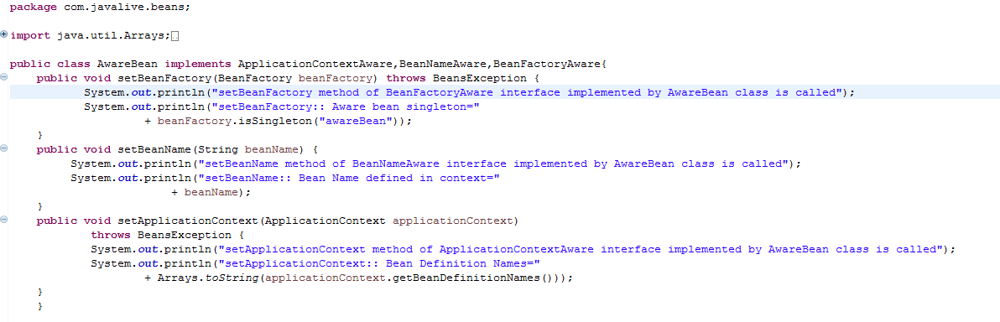 package com.javalive.beans;
import java.util.Arrays;
public class AwareBean implements ApplicationContextAware,BeanNameAware,BeanFactoryAware{
public void setBeanFactory(BeanFactory beanFactory) throws BeansException {
System.out.println("setBeanFactory method of BeanFactoryAware interface implemented by AwareBean class is called");
System.out.println("setBeanFactory:: Aware bean singleton="
+ beanFactory.isSingleton("awareBean"));
}
public void setBeanName(String beanName) {
System.out.println("setBeanName method of BeanNameAware interface implemented by AwareBean class is called");
System.out.println("setBeanName:: Bean Name defined in context="
+ beanName);
}
public void setApplicationContext(ApplicationContext applicationContext)
throws BeansException {
System.out.println("setApplicationContext method of ApplicationContextAware interface implemented by AwareBean class is called");
System.out.println("setApplicationContext:: Bean Definition Names="
+ Arrays.toString(applicationContext.getBeanDefinitionNames()));
}
}